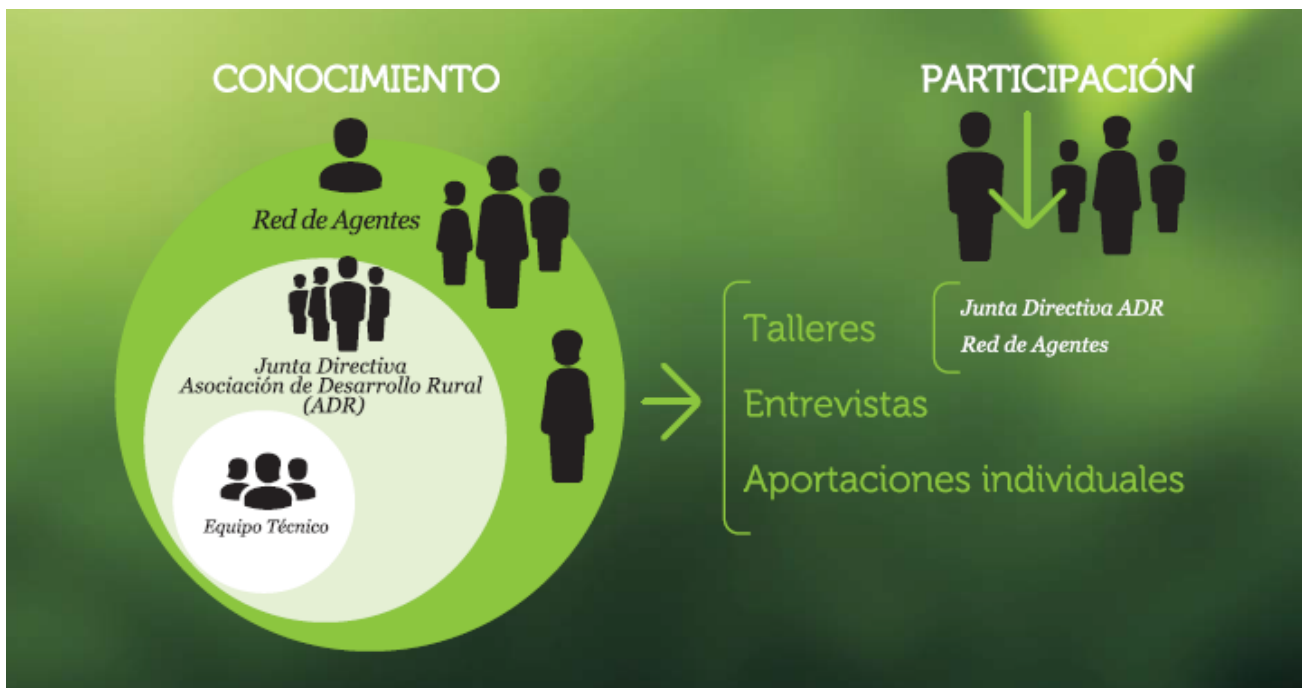 CONOCIMIENTO
Red de Agentes
Junta Directiva
Asociación de Desarrollo Rural
(ADR)
Equipo Técnico
PARTICIPACIÓN
Talleres
Junta Directiva ADR
Red de Agentes
Entrevistas
Aportaciones individuales